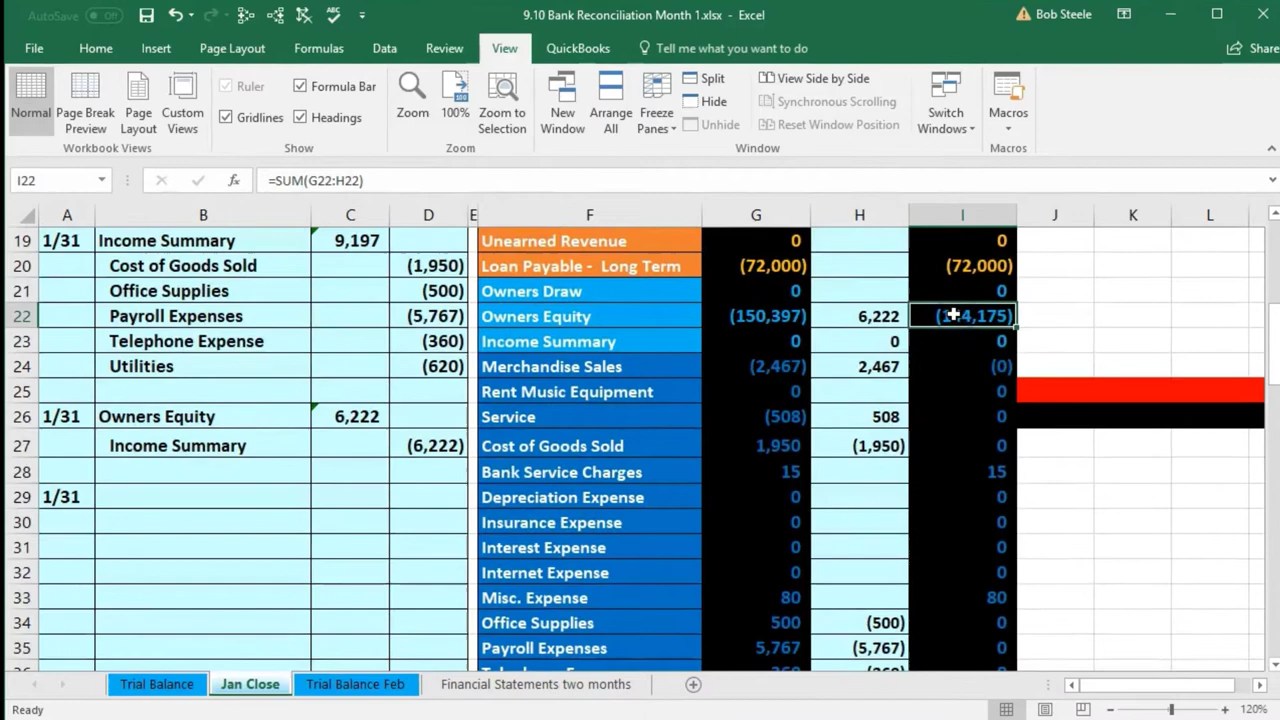 AutoSave Off 9.10 Bank Reconciliation Month 1.xlsx - Excel Bob Steele
File Home Insert Page Layout Formulas Data Review View QuickBooks Tell me what you want to do Share
Normal Page Break Preview Page Layout Custom Views
Ruler Formula Bar
Gridlines Headings
Zoom 100% Zoom to Selection
New Window Arrange All Freeze Panes
Split
Hide
Unhide
View Side by Side
Synchronous Scrolling
Reset Window Position
Switch Windows Macros
Workbook Views Show Zoom Window Macros
I22 fx =SUM(G22:H22)
A B C D E F G H I J K L
19 1/31 Income Summary 9,197 Unearned Revenue 0 0
20 Cost of Goods Sold (1,950) Loan Payable - Long Term (72,000) (72,000)
21 Office Supplies (500) Owners Draw 0 0
22 Payroll Expenses (5,767) Owners Equity (150,397) 6,222
23 Telephone Expense (360) Income Summary 0 0 0
24 Utilities (620) Merchandise Sales (2,467) 2,467 (0)
25 Rent Music Equipment 0 0
26 1/31 Owners Equity 6,222 Service (508) 508 0
27 Income Summary (6,222) Cost of Goods Sold 1,950 (1,950) 0
28 Bank Service Charges 15 15
29 1/31 Depreciation Expense 0 0
30 Insurance Expense 0 0
31 Interest Expense 0 0
32 Internet Expense 0 0
33 Misc. Expense 80 80
34 Office Supplies 500 (500) 0
35 Payroll Expenses 5,767 (5,767) 0
Trial Balance Jan Close Trial Balance Feb Financial Statements two months
Ready 120%